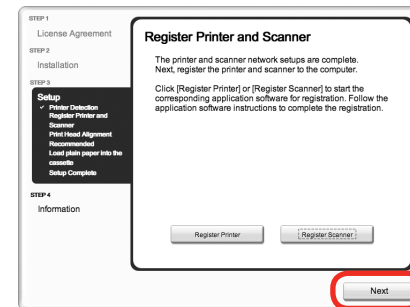 STEP 1
License Agreement
STEP 2
Installation
STEP 3
Setup
✓ Printer Detection
Register Printer and
Scanner
Print Head Alignment
Recommended
Load plain paper into the
cassette
Setup Complete
STEP 4
Information
Register Printer and Scanner
The printer and scanner network setups are complete.
Next, register the printer and scanner to the computer.
Click [Register Printer] or [Register Scanner] to start the
corresponding application software for registration. Follow the
application software instructions to complete the registration.
Register Printer
Register Scanner
Next